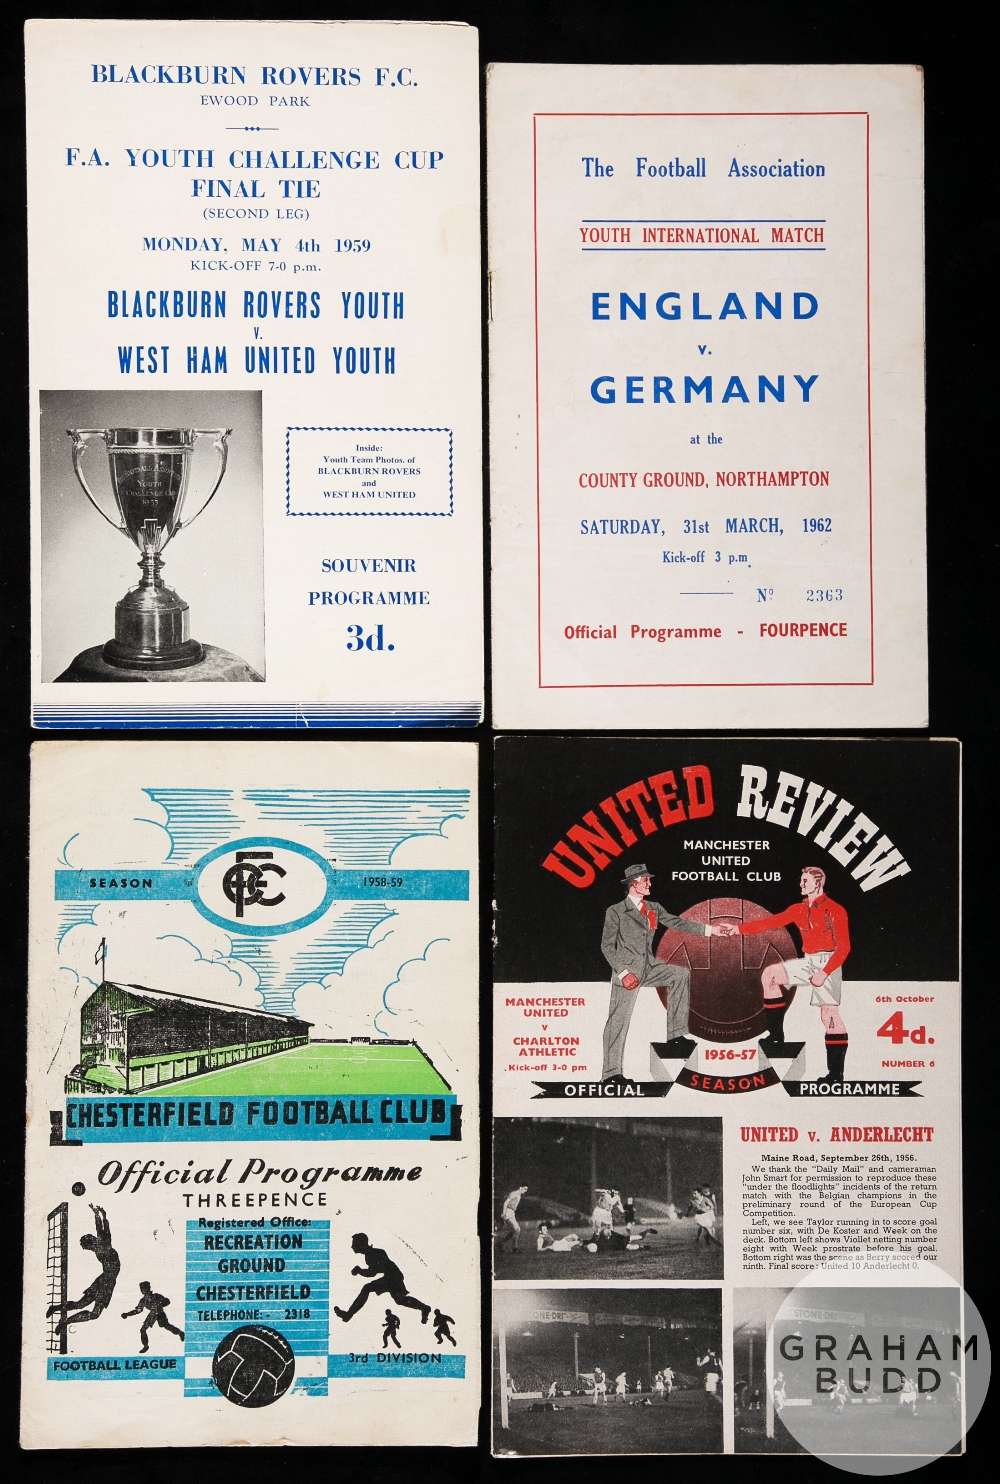 BLACKBURN ROVERS F.C.
EWOOD PARK
F.A. YOUTH CHALLENGE CUP
FINAL TIE
(SECOND LEG)
MONDAY, MAY 4th 1959
KICK-OFF 7-0 p.m.
BLACKBURN ROVERS YOUTH
V.
WEST HAM UNITED YOUTH
YOUTH
CHALLENGE CUP
Inside:
Youth Team Photos. of
BLACKBURN ROVERS
and
WEST HAM UNITED
SOUVENIR
PROGRAMME
3d.
The Football Association
YOUTH INTERNATIONAL MATCH
ENGLAND
v.
GERMANY
at the
COUNTY GROUND, NORTHAMPTON
SATURDAY, 31st MARCH, 1962
Kick-off 3 p.m.
No 2363
Official Programme - FOURPENCE
SEASON
CFC
1958-59
CHESTERFIELD FOOTBALL CLUB
Official Programme
THREEPENCE
Registered Office:
RECREATION
GROUND
CHESTERFIELD
TELEPHONE:- 2318
FOOTBALL LEAGUE
3rd DIVISION
UNITED REVIEW
MANCHESTER
UNITED
FOOTBALL CLUB
MANCHESTER
UNITED
v
CHARLTON
ATHLETIC
Kick-off 3-0 pm
6th October
4d.
NUMBER 6
1956-57
OFFICIAL SEASON PROGRAMME
UNITED v. ANDERLECHT
Maine Road, September 26th, 1956.
We thank the "Daily Mail" and cameraman
John Smart for permission to reproduce these
"under the floodlights" incidents of the return
match with the Belgian champions in the
preliminary round of the European Cup
Competition.
Left, we see Taylor running in to score goal
number six, with De Koster and Week on the
deck. Bottom left shows Viollet netting number
eight with Week prostrate before his goal.
Bottom right was the scene as Berry scored our
ninth. Final score: United 10 Anderlecht 0.
GRAHAM
BUDD